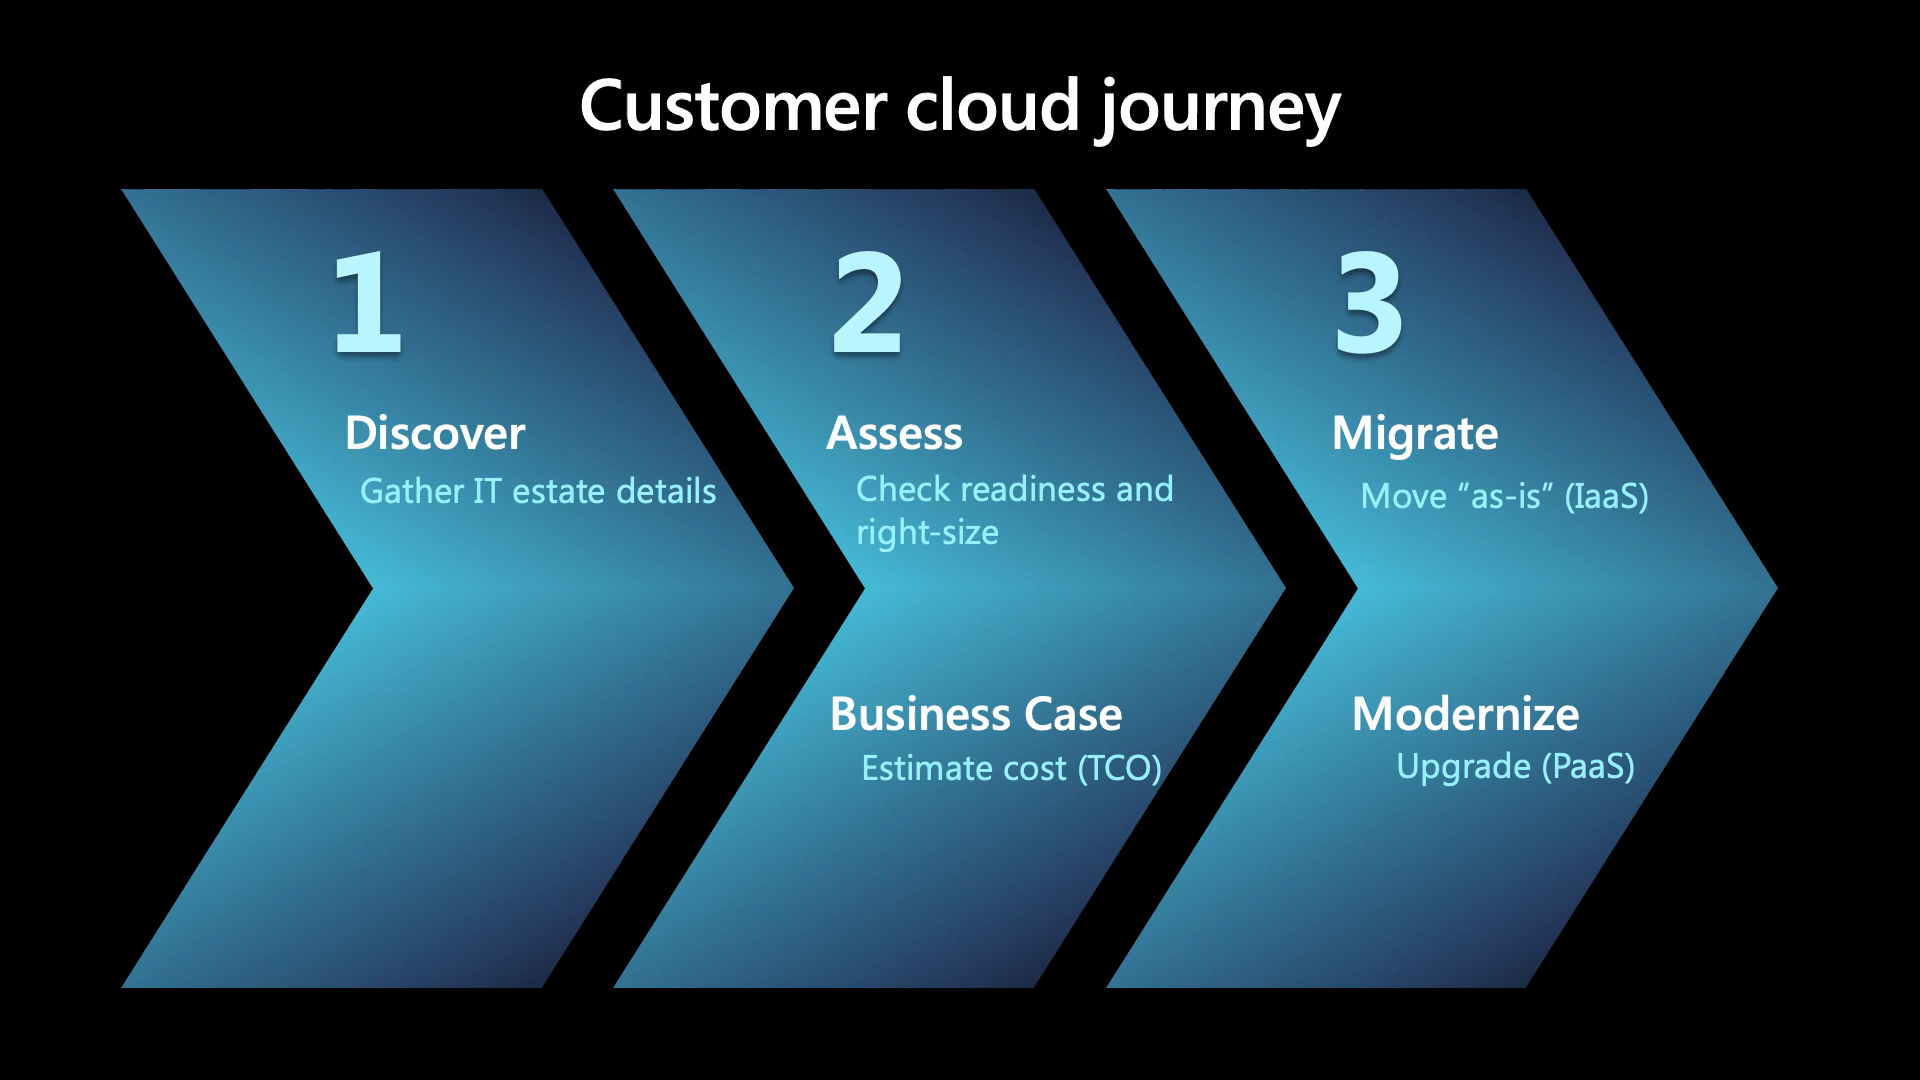 Customer cloud journey
1
Discover
Gather IT estate details
2
Assess
Check readiness and
right-size
Business Case
Estimate cost (TCO)
3
Migrate
Move “as-is” (IaaS)
Modernize
Upgrade (PaaS)